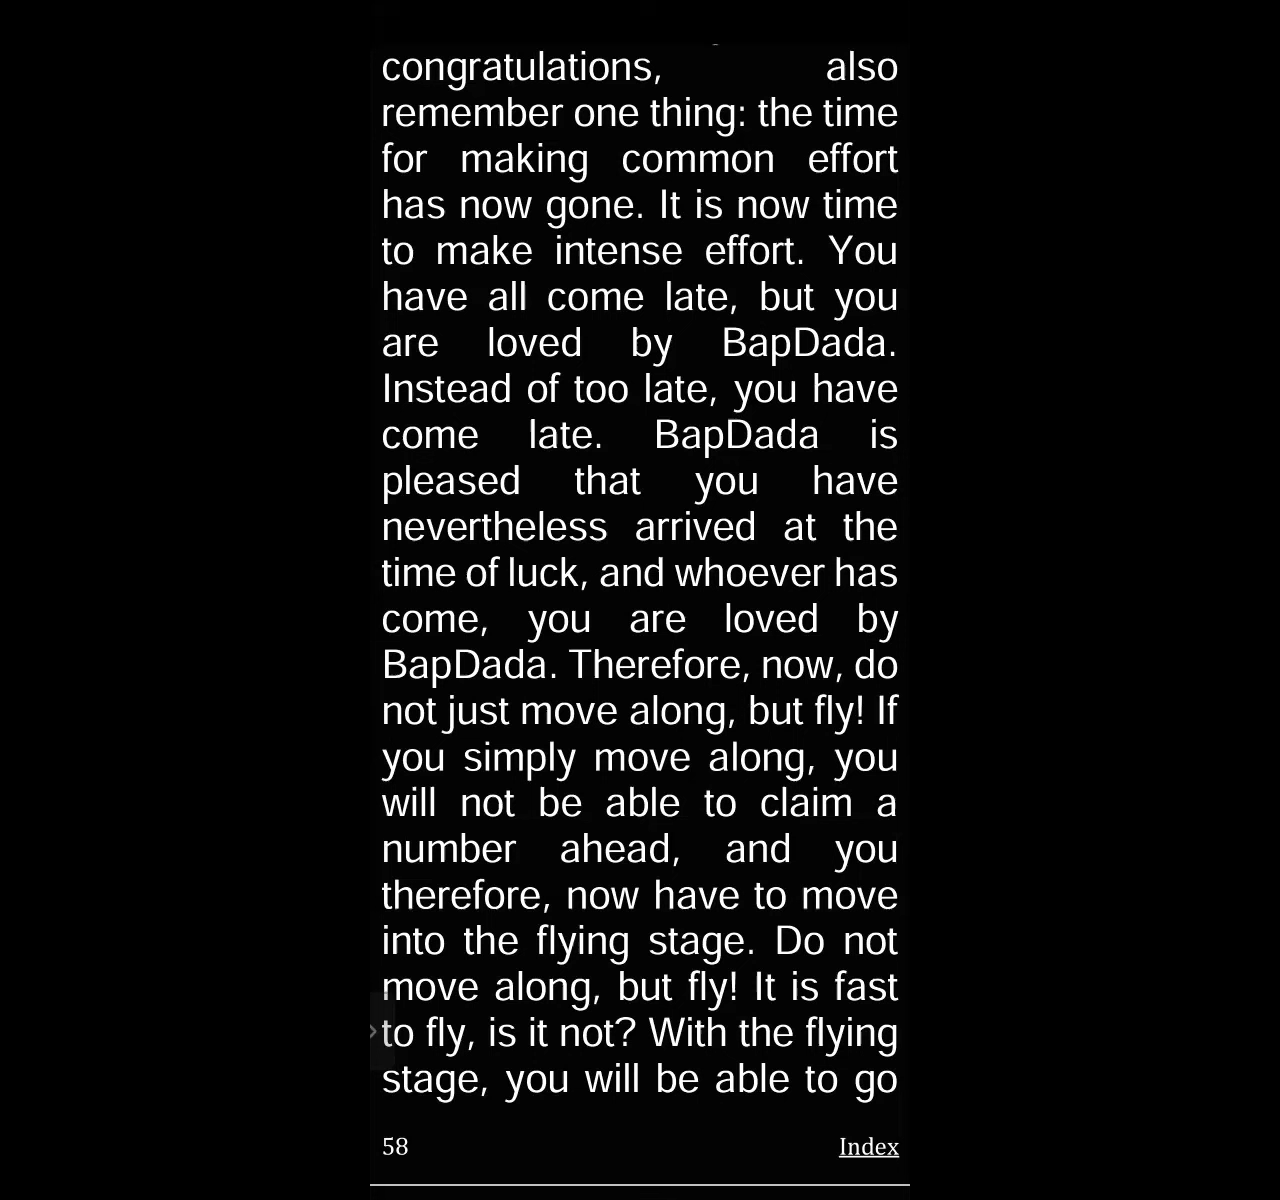 congratulations, also
remember one thing: the time
for making common effort
has now gone. It is now time
to make intense effort. You
have all come late, but you
are loved by BapDada.
Instead of too late, you have
come late. BapDada is
pleased that you have
nevertheless arrived at the
time of luck, and whoever has
come, you are loved by
BapDada. Therefore, now, do
not just move along, but fly! If
you simply move along, you
will not be able to claim a
number ahead, and you
therefore, now have to move
into the flying stage. Do not
move along, but fly! It is fast
to fly, is it not? With the flying
stage, you will be able to go
58 Index